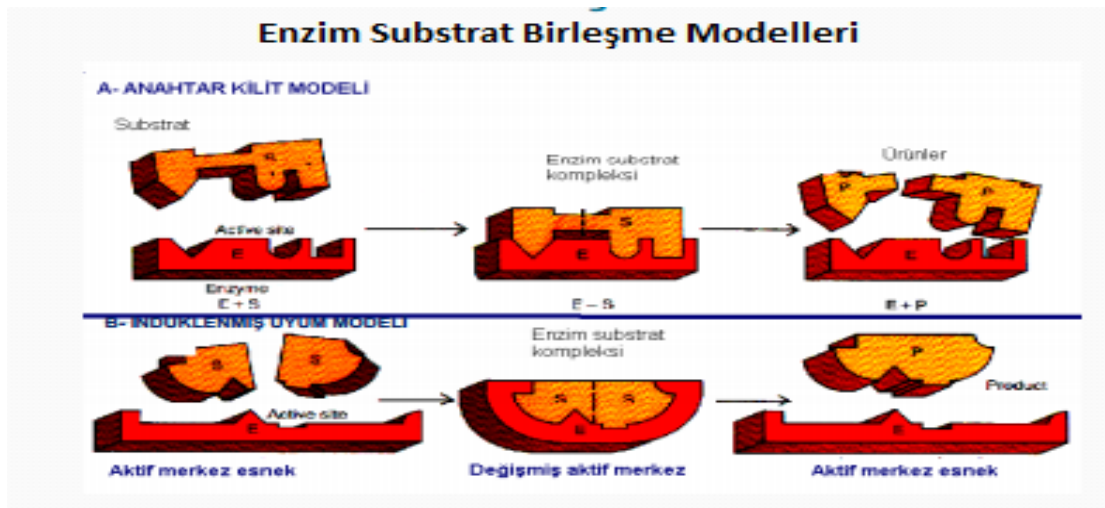 Enzim Substrat Birleşme Modelleri
A- ANAHTAR KİLİT MODELİ
Substrat
S
Active site
E
Enzyme
E + S
Enzim substrat
kompleksi
S
E
E – S
Ürünler
P
P
E
E + P
B- İNDÜKLENMİŞ UYUM MODELİ
S
S
Active site
E
Aktif merkez esnek
Enzim substrat
kompleksi
S
S
E
Değişmiş aktif merkez
P
Product
E
Aktif merkez esnek